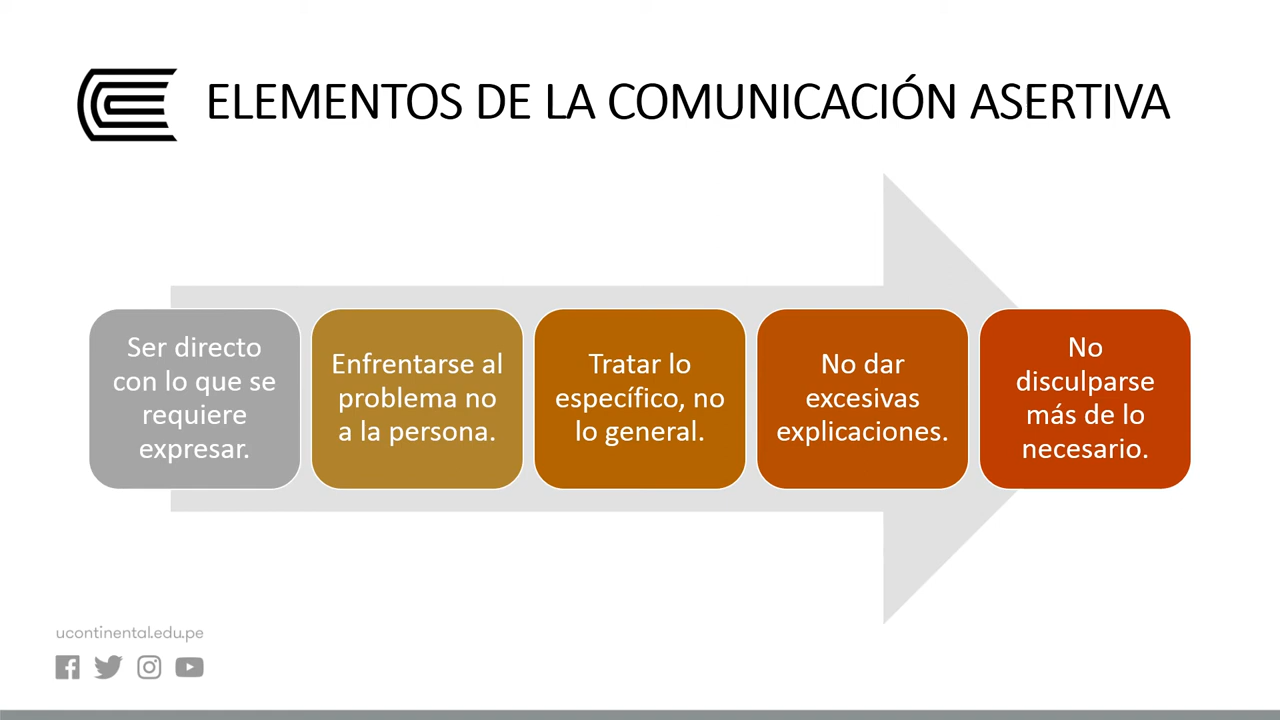 ELEMENTOS DE LA COMUNICACIÓN ASERTIVA
Ser directo
con lo que se
requiere
expresar.
Enfrentarse al
problema no
a la persona.
Tratar lo
específico, no
lo general.
No dar
excesivas
explicaciones.
No
disculparse
más de lo
necesario.
ucontinental.edu.pe